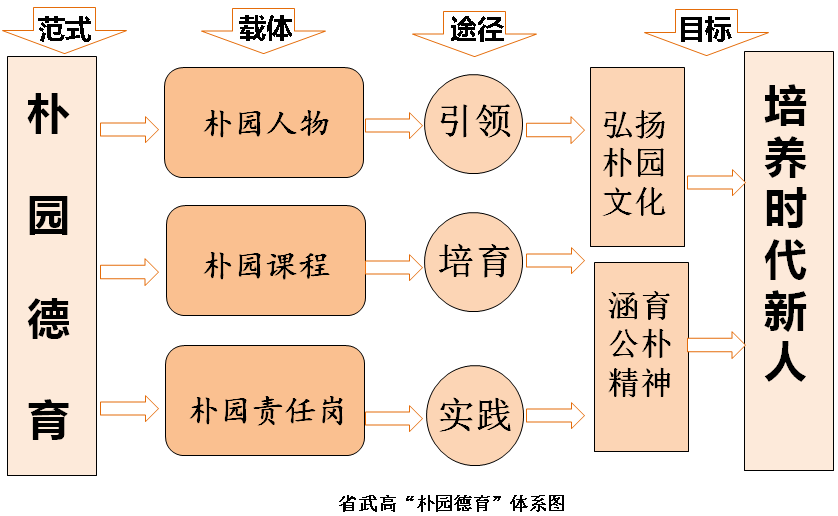 范式
载体
途径
目标
朴园德育
朴园人物
引领
弘扬
朴园
文化
朴园课程
培育
涵育
公朴
精神
朴园责任岗
实践
培养时代新人
省武高“朴园德育”体系图